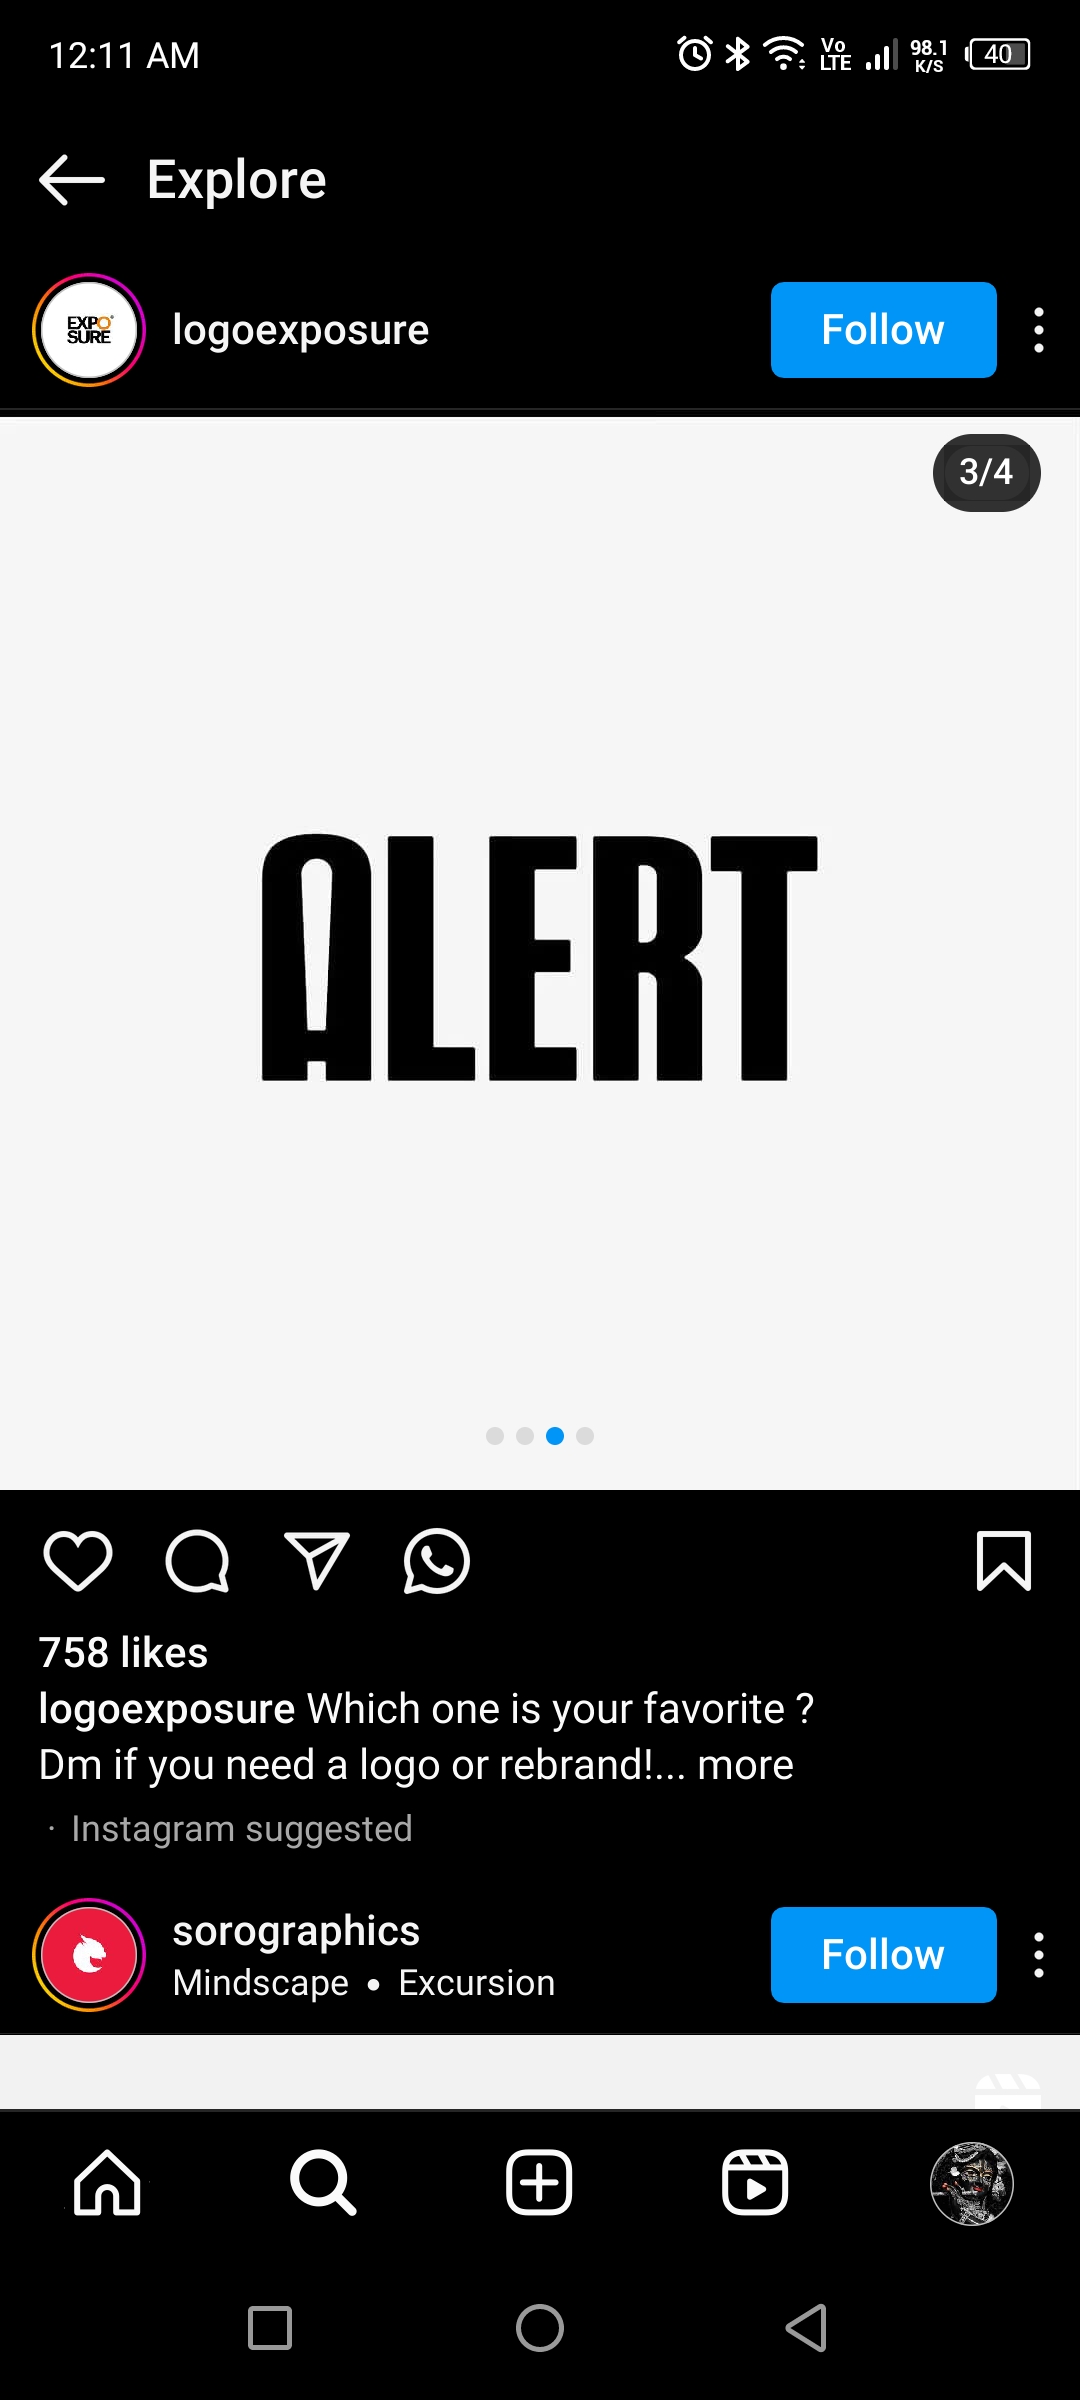 12:11 AM
Vo LTE
98.1 K/S
40
Explore
EXPO
SURE
logoexposure
Follow
3/4
ALERT
758 likes
logoexposure Which one is your favorite ?
Dm if you need a logo or rebrand!... more
· Instagram suggested
sorographics
Mindscape • Excursion
Follow